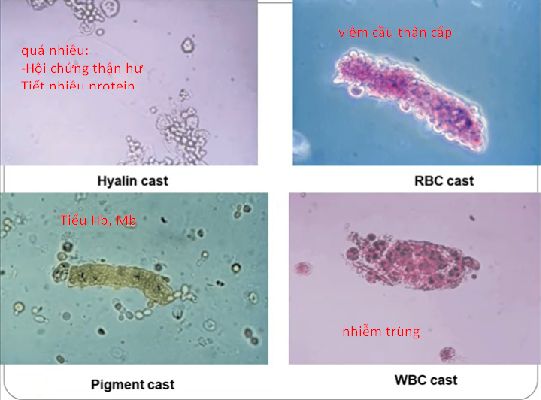 quá nhiều:
-Hội chứng thận hư
Tiết nhiều protein
viêm cầu thận cấp
Hyalin cast
RBC cast
Tiểu Hb, Mb
nhiễm trùng
Pigment cast
WBC cast